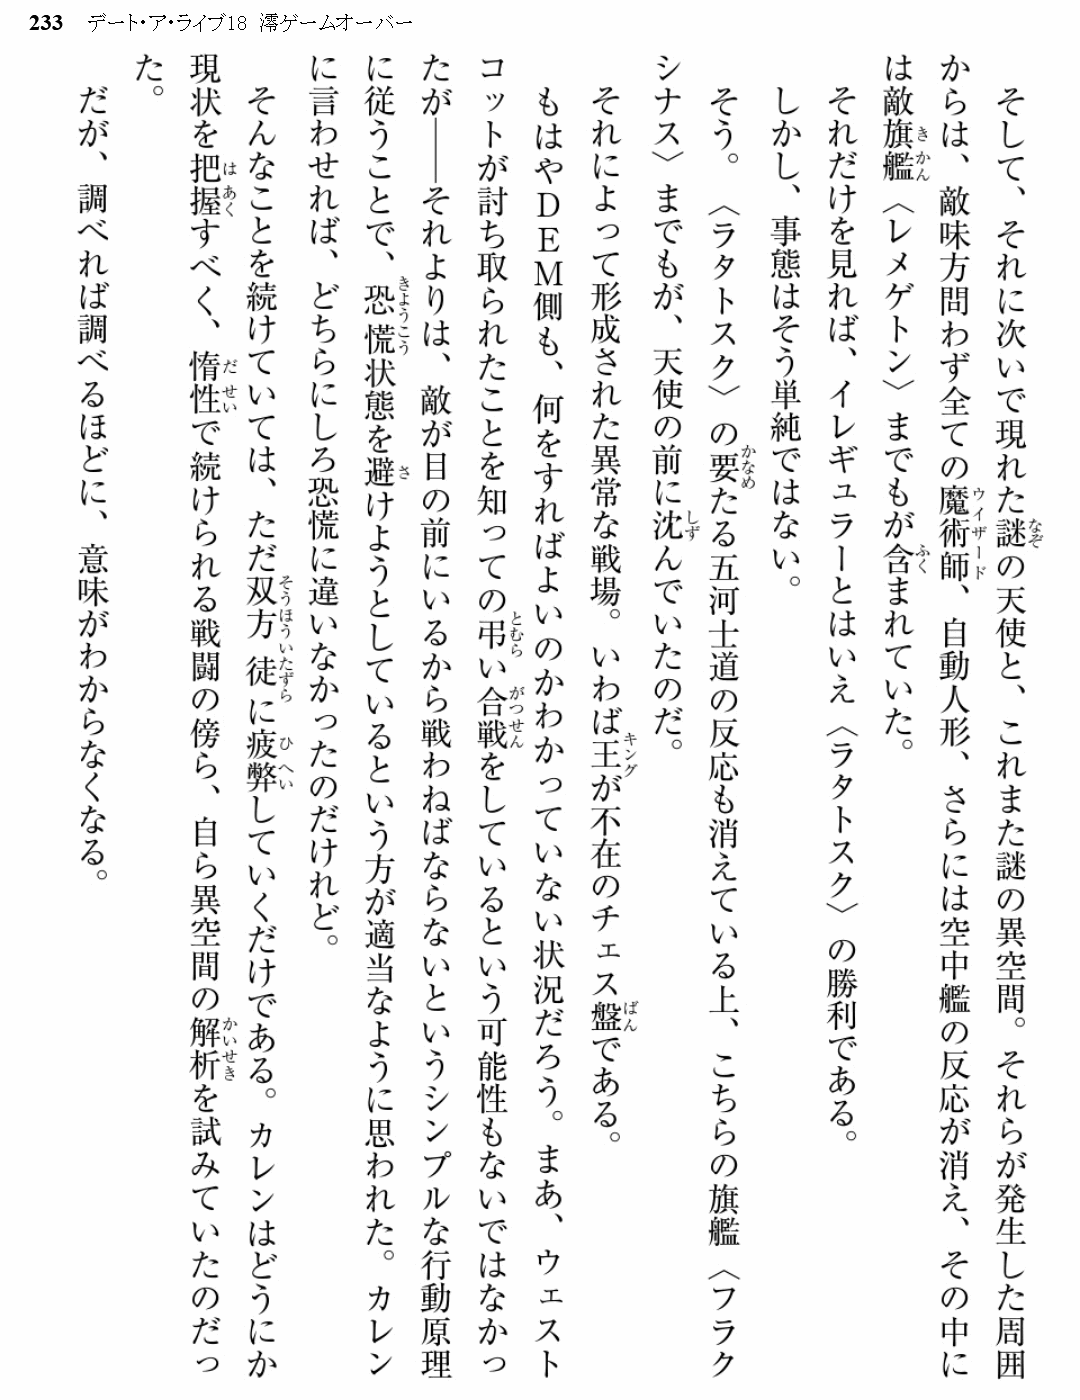 233 デート・ア・ライブ18 澪ゲームオーバー
そして、それに次いで現れた謎の天使と、これまた謎の異空間。それらが発生した周囲
からは、敵味方問わず全ての魔術師、自動人形、さらには空中艦の反応が消え、その中に
は敵旗艦〈レメゲトン〉までもが含まれていた。
それだけを見れば、イレギュラーとはいえ〈ラタトスク〉の勝利である。
しかし、事態はそう単純ではない。
そう。〈ラタトスク〉の要たる五河士道の反応も消えている上、こちらの旗艦〈フラク
シナス〉までもが、天使の前に沈んでいたのだ。
それによって形成された異常な戦場。いわば王が不在のチェス盤である。
もはやDEM側も、何をすればよいのかわかっていない状況だろう。まあ、ウェスト
コットが討ち取られたことを知っての弔い合戦をしているという可能性もないではなかっ
たが――それよりは、敵が目の前にいるから戦わねばならないというシンプルな行動原理
に従うことで、恐慌状態を避けようとしているという方が適当なように思われた。カレン
に言わせれば、どちらにしろ恐慌に違いなかったのだけれど。
そんなことを続けていては、ただ双方徒に疲弊していくだけである。カレンはどうにか
現状を把握すべく、惰性で続けられる戦闘の傍ら、自ら異空間の解析を試みていたのだっ
た。
だが、調べれば調べるほどに、意味がわからなくなる。